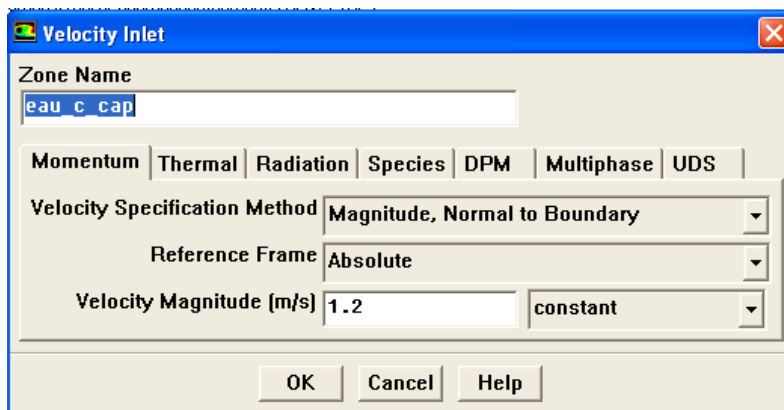 Velocity Inlet
Zone Name
eau_c_cap
Momentum Thermal Radiation Species DPM Multiphase UDS
Velocity Specification Method Magnitude, Normal to Boundary
Reference Frame Absolute
Velocity Magnitude (m/s) 1.2 constant
OK Cancel Help